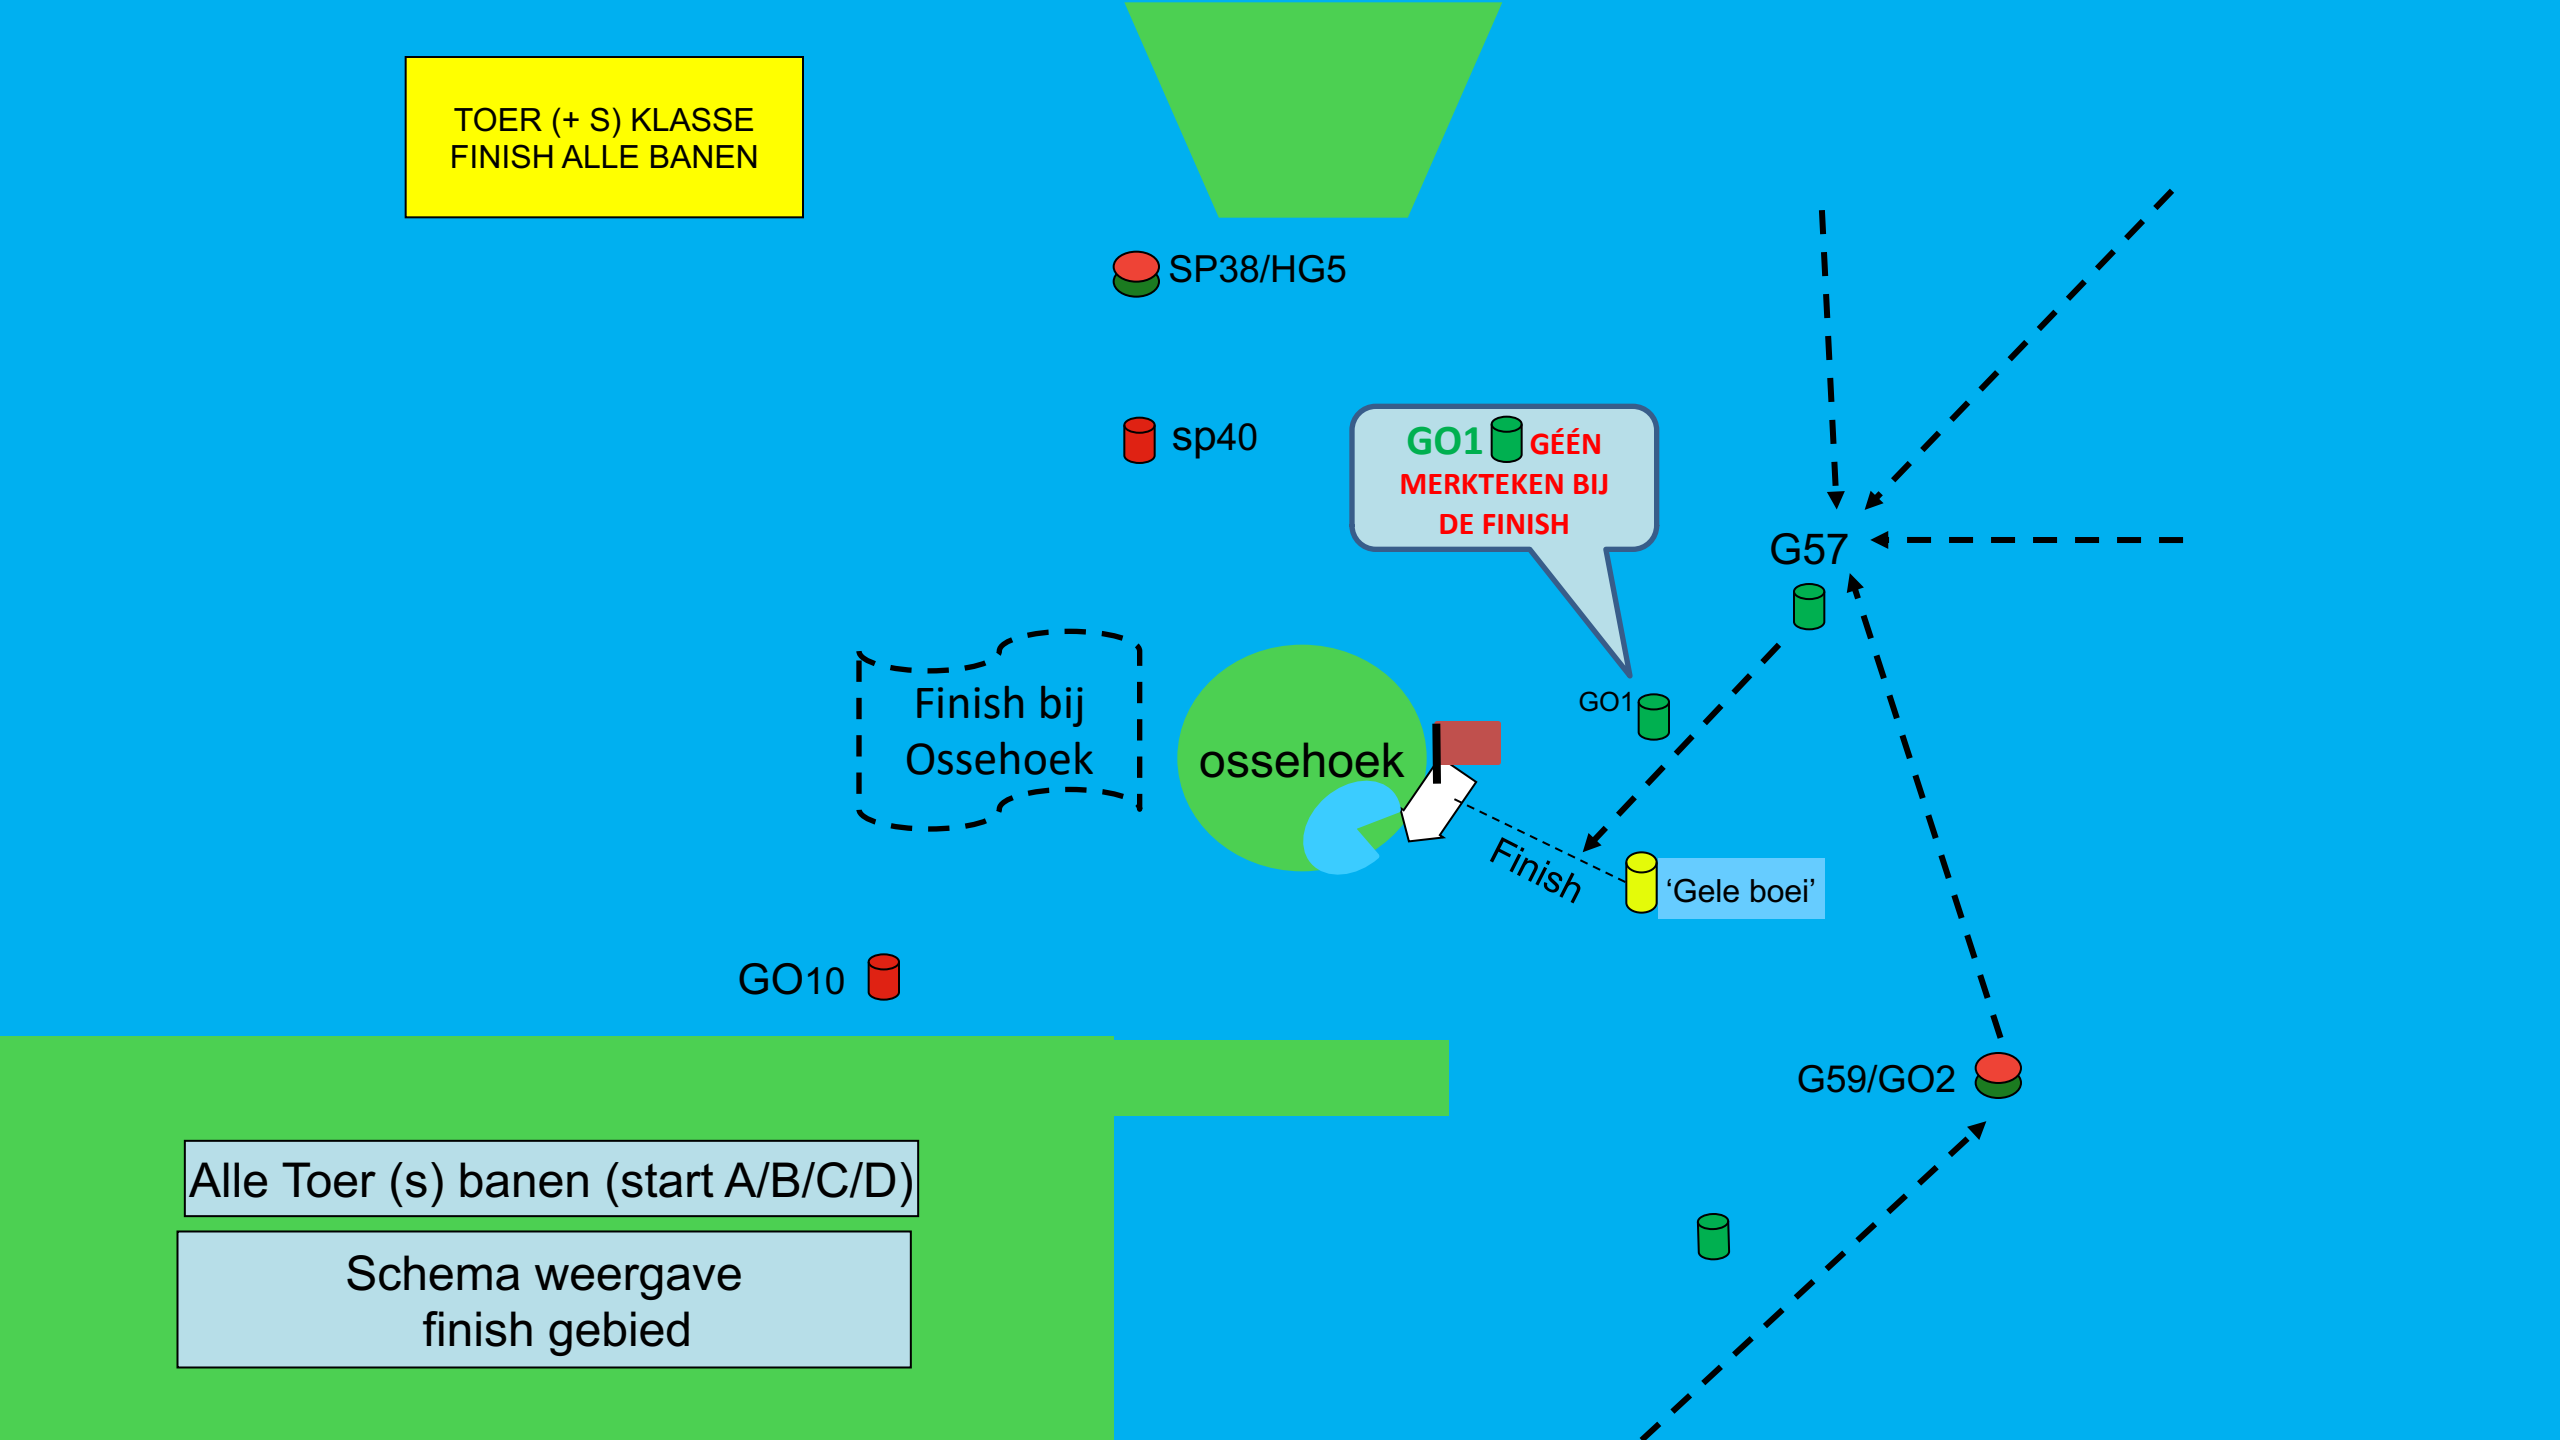 TOER (+ S) KLASSE
FINISH ALLE BANEN
SP38/HG5
sp40
GO1 GÉÉN
MERKTEKEN BIJ
DE FINISH
G57
GO1
Finish bij
Ossehoek
ossehoek
Finish
‘Gele boei’
GO10
G59/GO2
Alle Toer (s) banen (start A/B/C/D)
Schema weergave
finish gebied